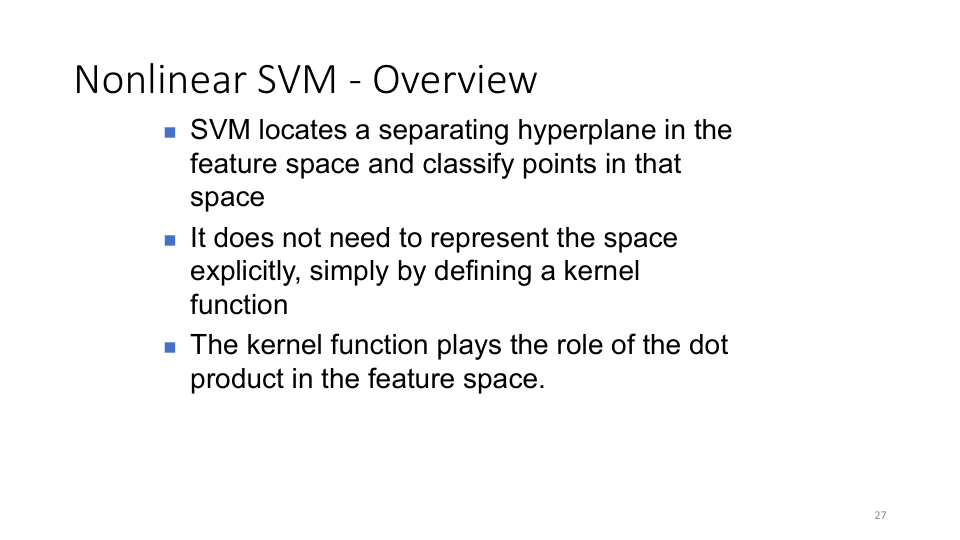 Nonlinear SVM - Overview
SVM locates a separating hyperplane in the
feature space and classify points in that
space
It does not need to represent the space
explicitly, simply by defining a kernel
function
The kernel function plays the role of the dot
product in the feature space.
27